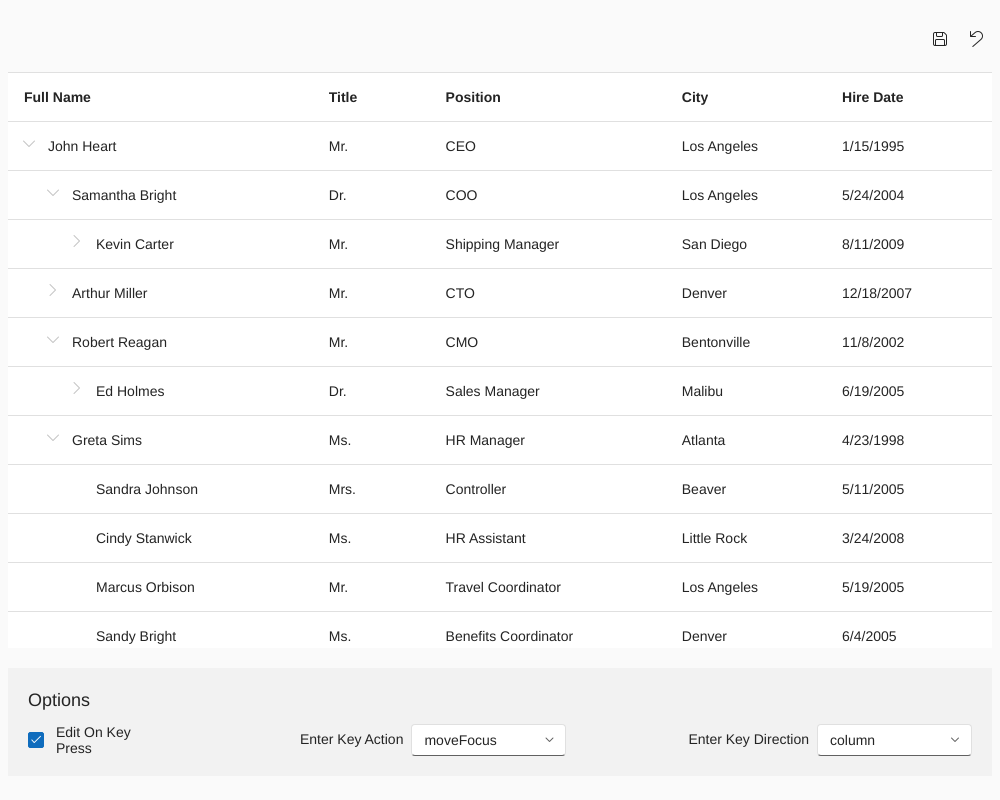 Full Name Title Position City Hire Date
John Heart Mr. CEO Los Angeles 1/15/1995
Samantha Bright Dr. COO Los Angeles 5/24/2004
Kevin Carter Mr. Shipping Manager San Diego 8/11/2009
Arthur Miller Mr. CTO Denver 12/18/2007
Robert Reagan Mr. CMO Bentonville 11/8/2002
Ed Holmes Dr. Sales Manager Malibu 6/19/2005
Greta Sims Ms. HR Manager Atlanta 4/23/1998
Sandra Johnson Mrs. Controller Beaver 5/11/2005
Cindy Stanwick Ms. HR Assistant Little Rock 3/24/2008
Marcus Orbison Mr. Travel Coordinator Los Angeles 5/19/2005
Sandy Bright Ms. Benefits Coordinator Denver 6/4/2005
Options
Edit On Key
Press
Enter Key Action moveFocus
Enter Key Direction column